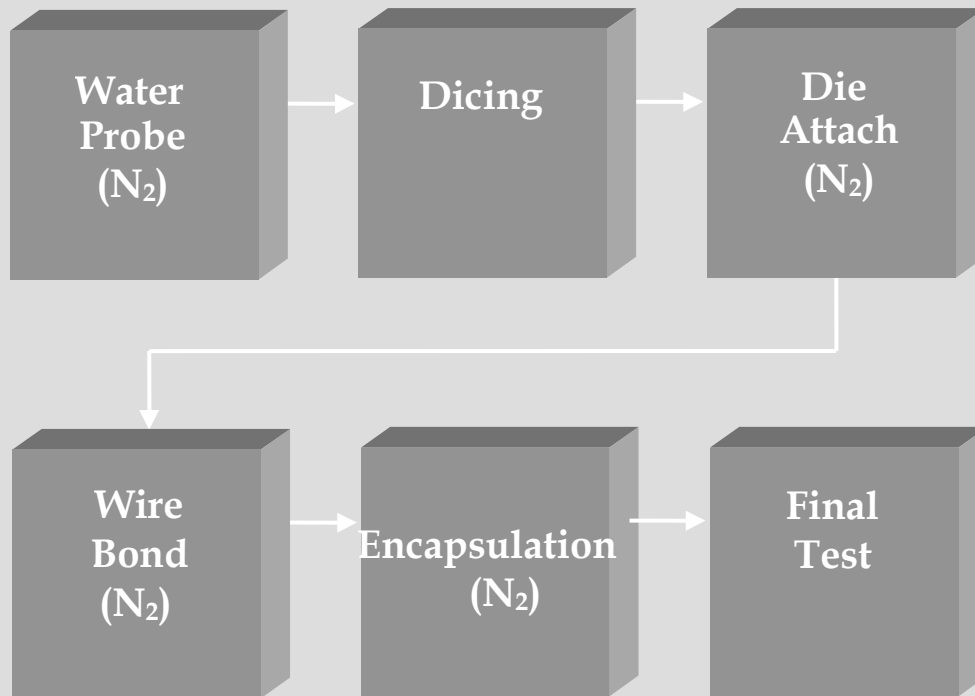 Water
Probe
(N₂)
Dicing
Die
Attach
(N₂)
Wire
Bond
(N₂)
Encapsulation
(N₂)
Final
Test